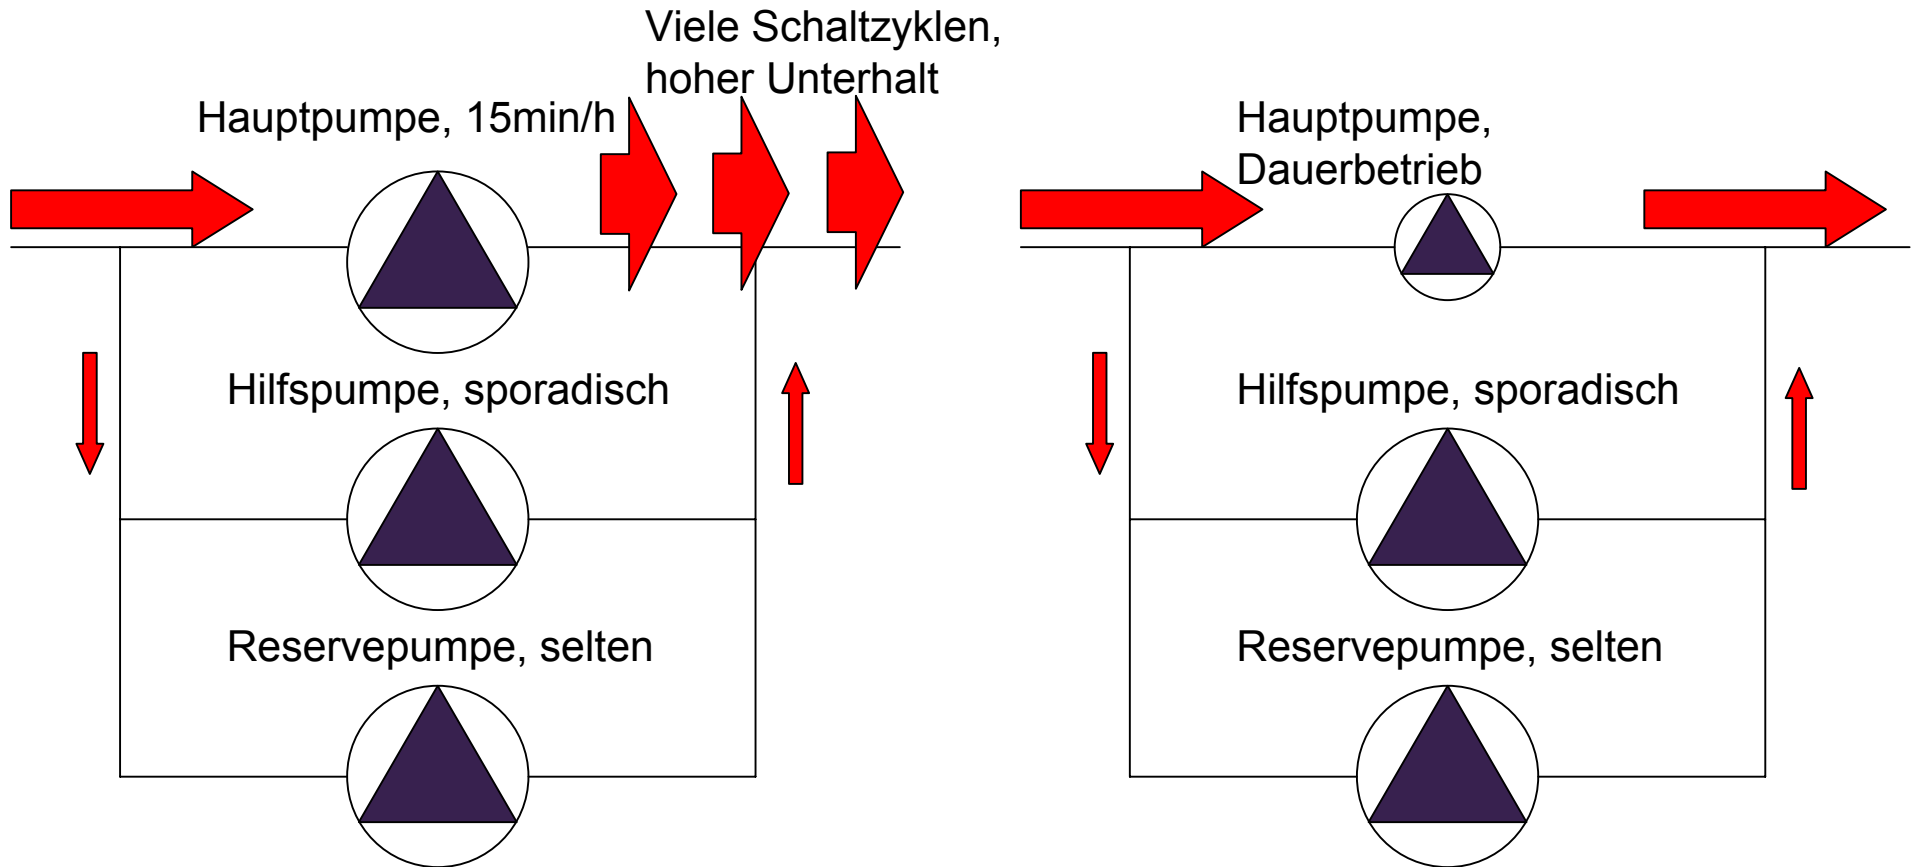 Viele Schaltzyklen,
hoher Unterhalt
Hauptpumpe, 15min/h
Hilfspumpe, sporadisch
Reservepumpe, selten
Hauptpumpe,
Dauerbetrieb
Hilfspumpe, sporadisch
Reservepumpe, selten